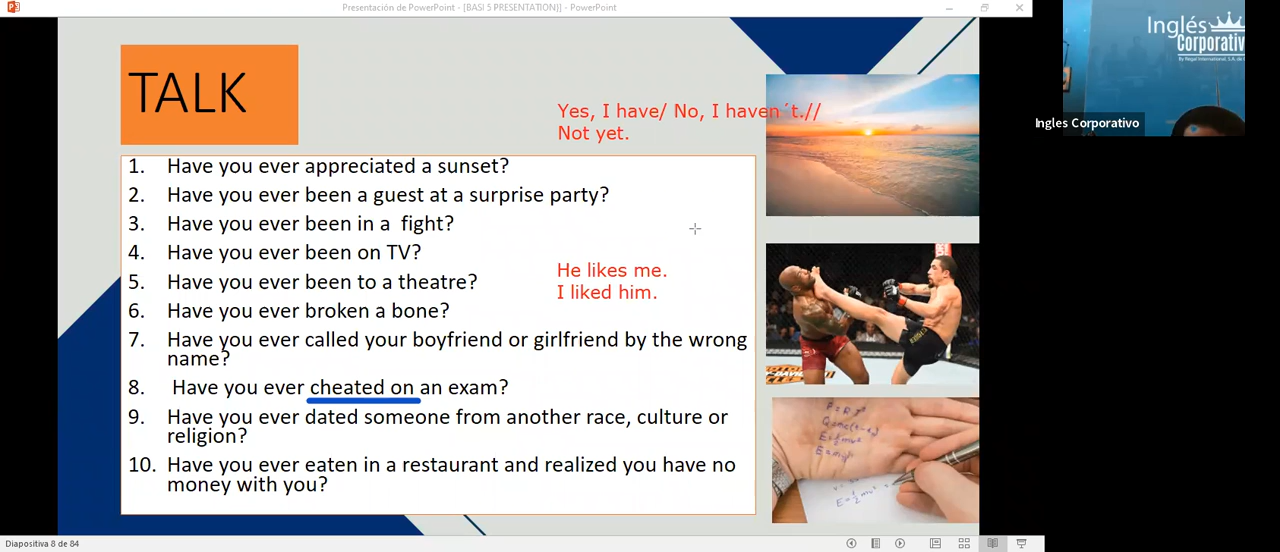 Presentación de PowerPoint - [BASI 5 PRESENTATION)] - PowerPoint
Inglés
Corporativ
By Regal International, S.A. de
Ingles Corporativo
TALK
Yes, I have/ No, I haven´t.//
Not yet.
1. Have you ever appreciated a sunset?
2. Have you ever been a guest at a surprise party?
3. Have you ever been in a fight?
4. Have you ever been on TV?
5. Have you ever been to a theatre?
He likes me.
I liked him.
6. Have you ever broken a bone?
7. Have you ever called your boyfriend or girlfriend by the wrong
name?
8. Have you ever cheated on an exam?
9. Have you ever dated someone from another race, culture or
religion?
10. Have you ever eaten in a restaurant and realized you have no
money with you?
Diapositiva 8 de 84